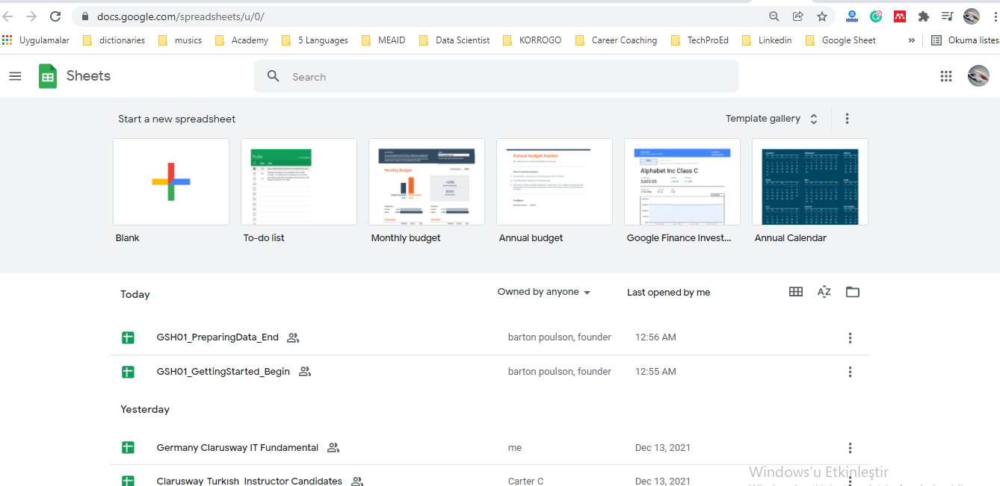 docs.google.com/spreadsheets/u/0/
Uygulamalar dictionaries musics Academy 5 Languages MEAID Data Scientist KORROGO Career Coaching TechProEd Linkedin Google Sheet » Okuma listes
Sheets Search
Start a new spreadsheet Template gallery
To-Do
Monthly Budget
Annual budget tracker
Alphabet Inc Class C
2,622.03
Blank To-do list Monthly budget Annual budget Google Finance Invest... Annual Calendar
Today Owned by anyone Last opened by me AZ
GSH01_PreparingData_End barton poulson, founder 12:56 AM
GSH01_GettingStarted_Begin barton poulson, founder 12:55 AM
Yesterday
Germany Clarusway IT Fundamental me Dec 13, 2021
Clarusway Turkısh Instructor Candidates Carter C Dec 13, 2021
Windows'u Etkinleştir